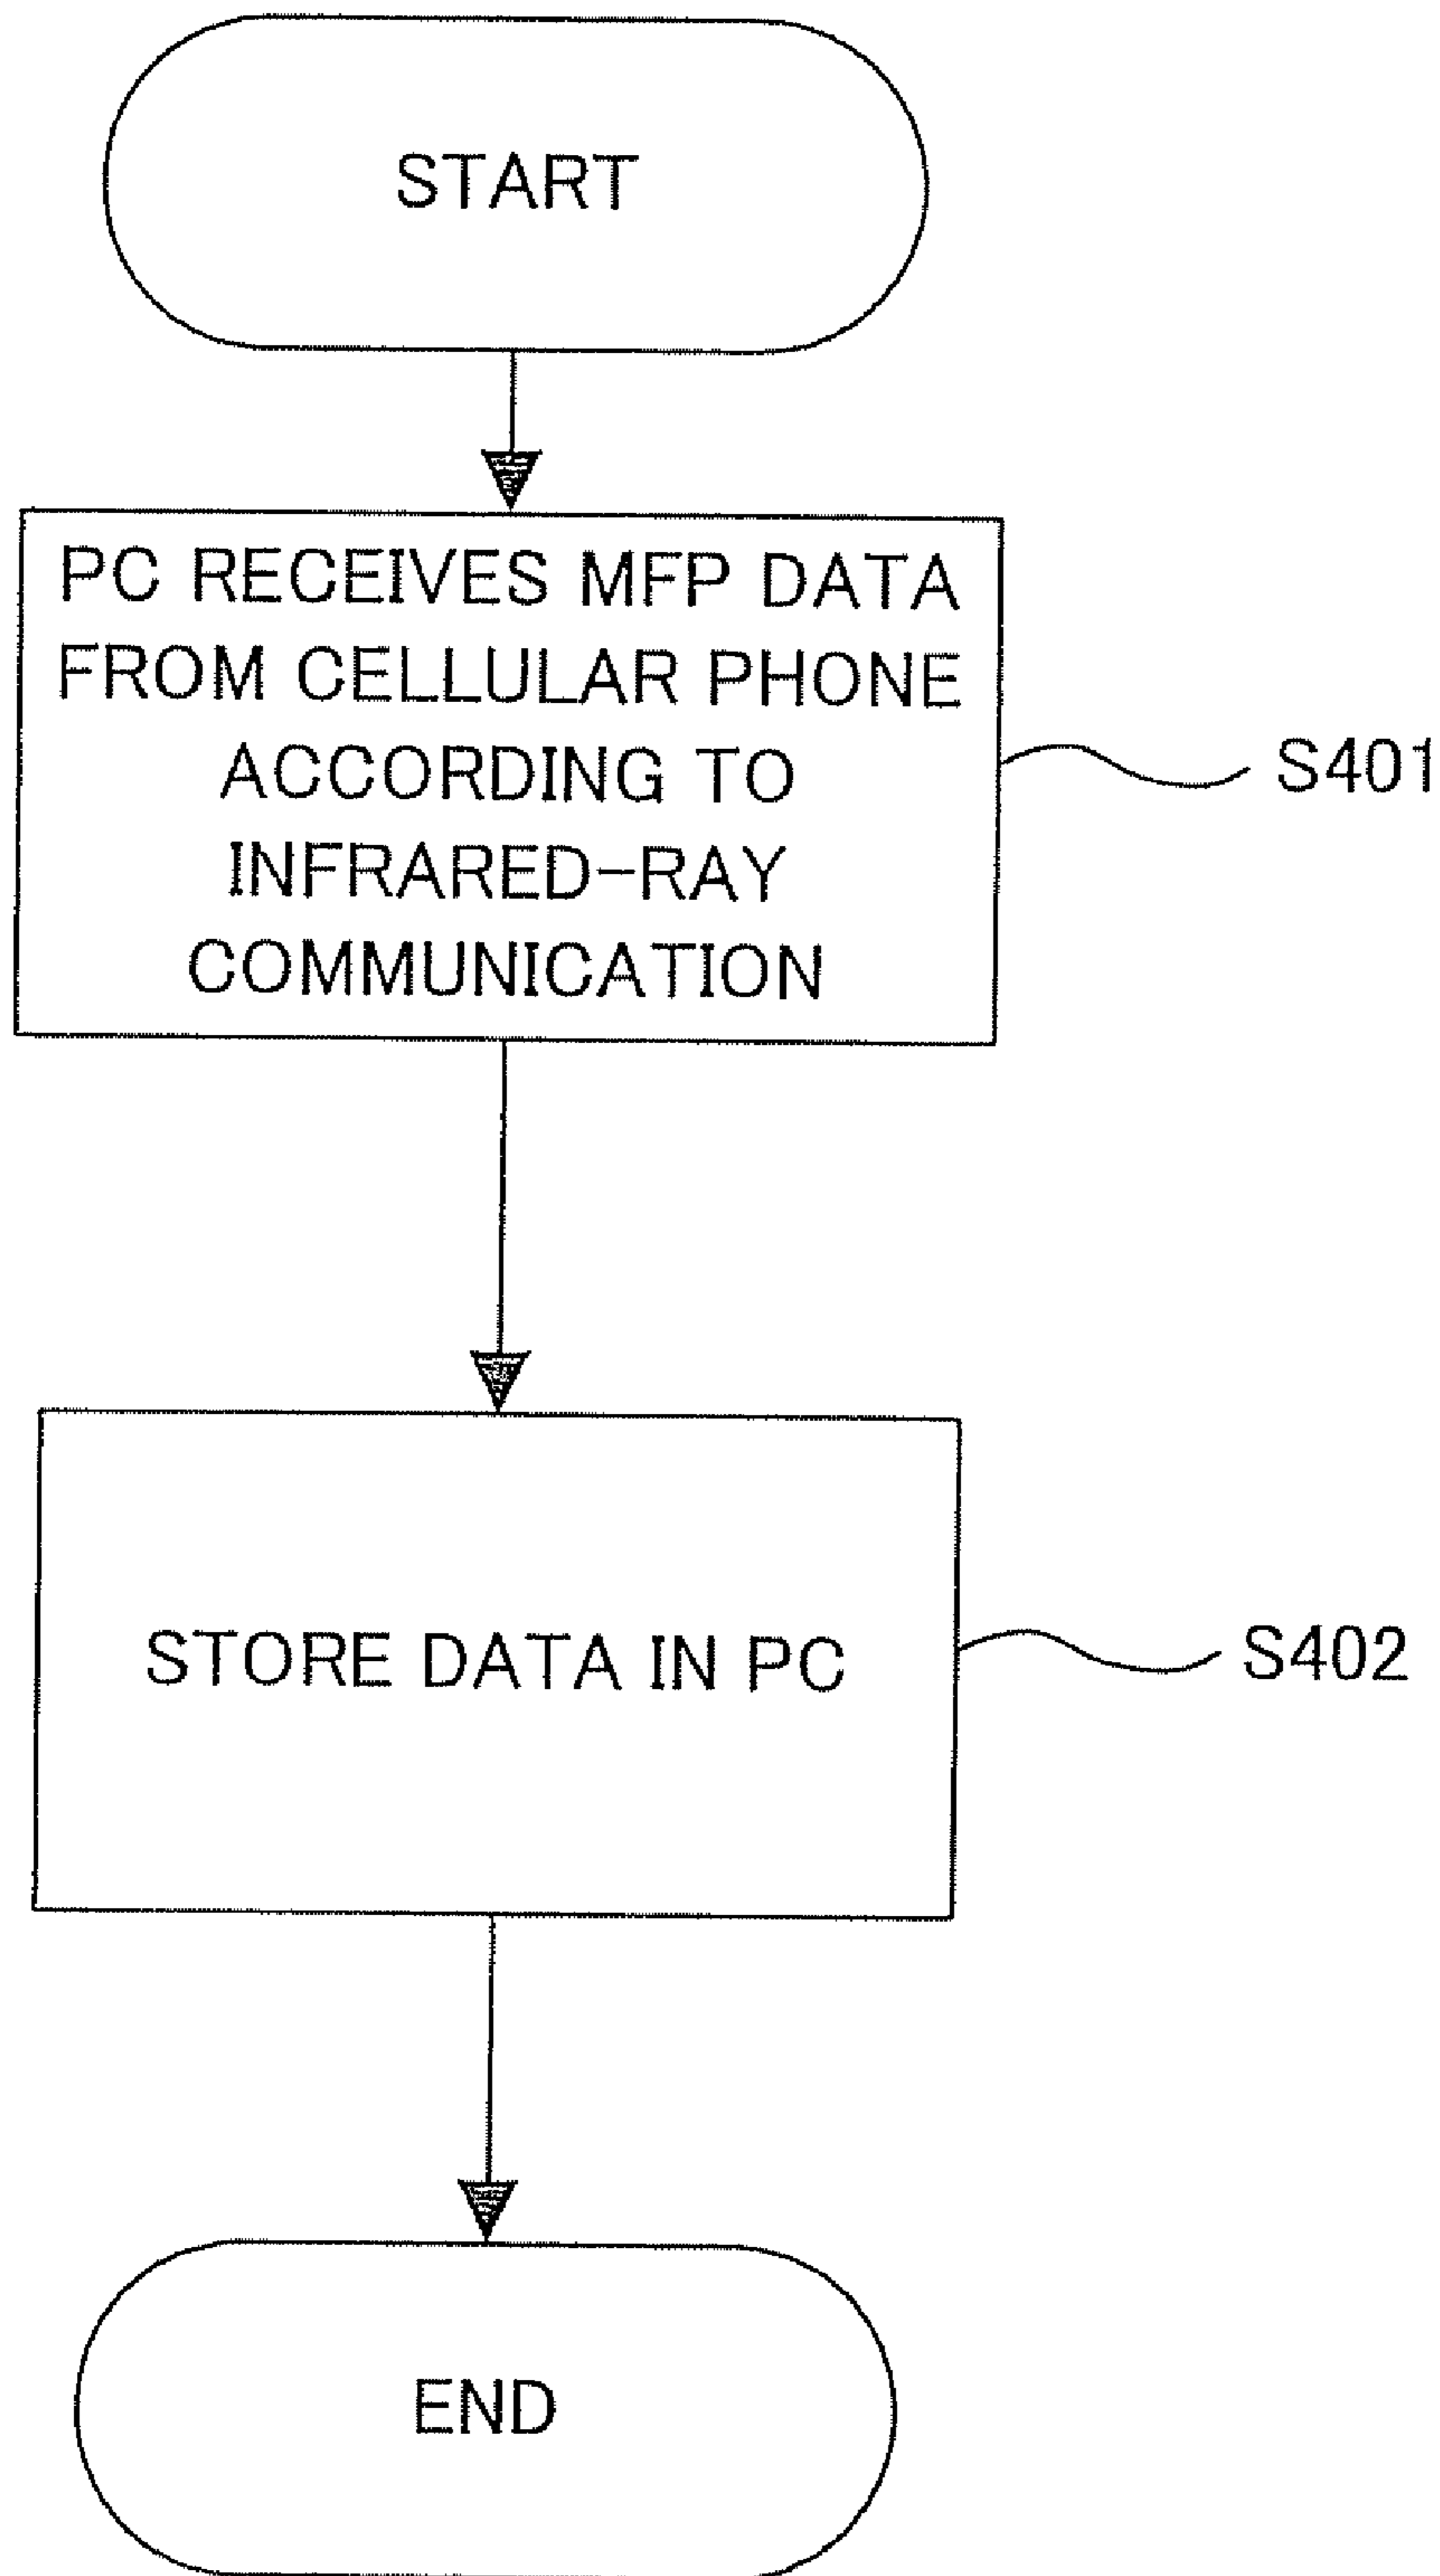 START
PC RECEIVES MFP DATA
FROM CELLULAR PHONE
ACCORDING TO
INFRARED-RAY
COMMUNICATION
S401
STORE DATA IN PC
S402
END